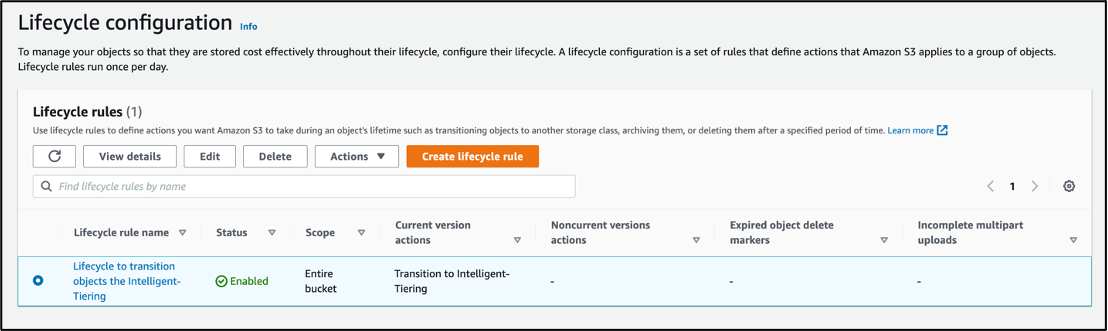 Lifecycle configuration Info
To manage your objects so that they are stored cost effectively throughout their lifecycle, configure their lifecycle. A lifecycle configuration is a set of rules that define actions that Amazon S3 applies to a group of objects.
Lifecycle rules run once per day.
Lifecycle rules (1)
Use lifecycle rules to define actions you want Amazon S3 to take during an object's lifetime such as transitioning objects to another storage class, archiving them, or deleting them after a specified period of time. Learn more
View details Edit Delete Actions Create lifecycle rule
Find lifecycle rules by name 1
Lifecycle rule name Status Scope Current version actions Noncurrent versions actions Expired object delete markers Incomplete multipart uploads
Lifecycle to transition objects the Intelligent-Tiering Enabled Entire bucket Transition to Intelligent-Tiering - - -